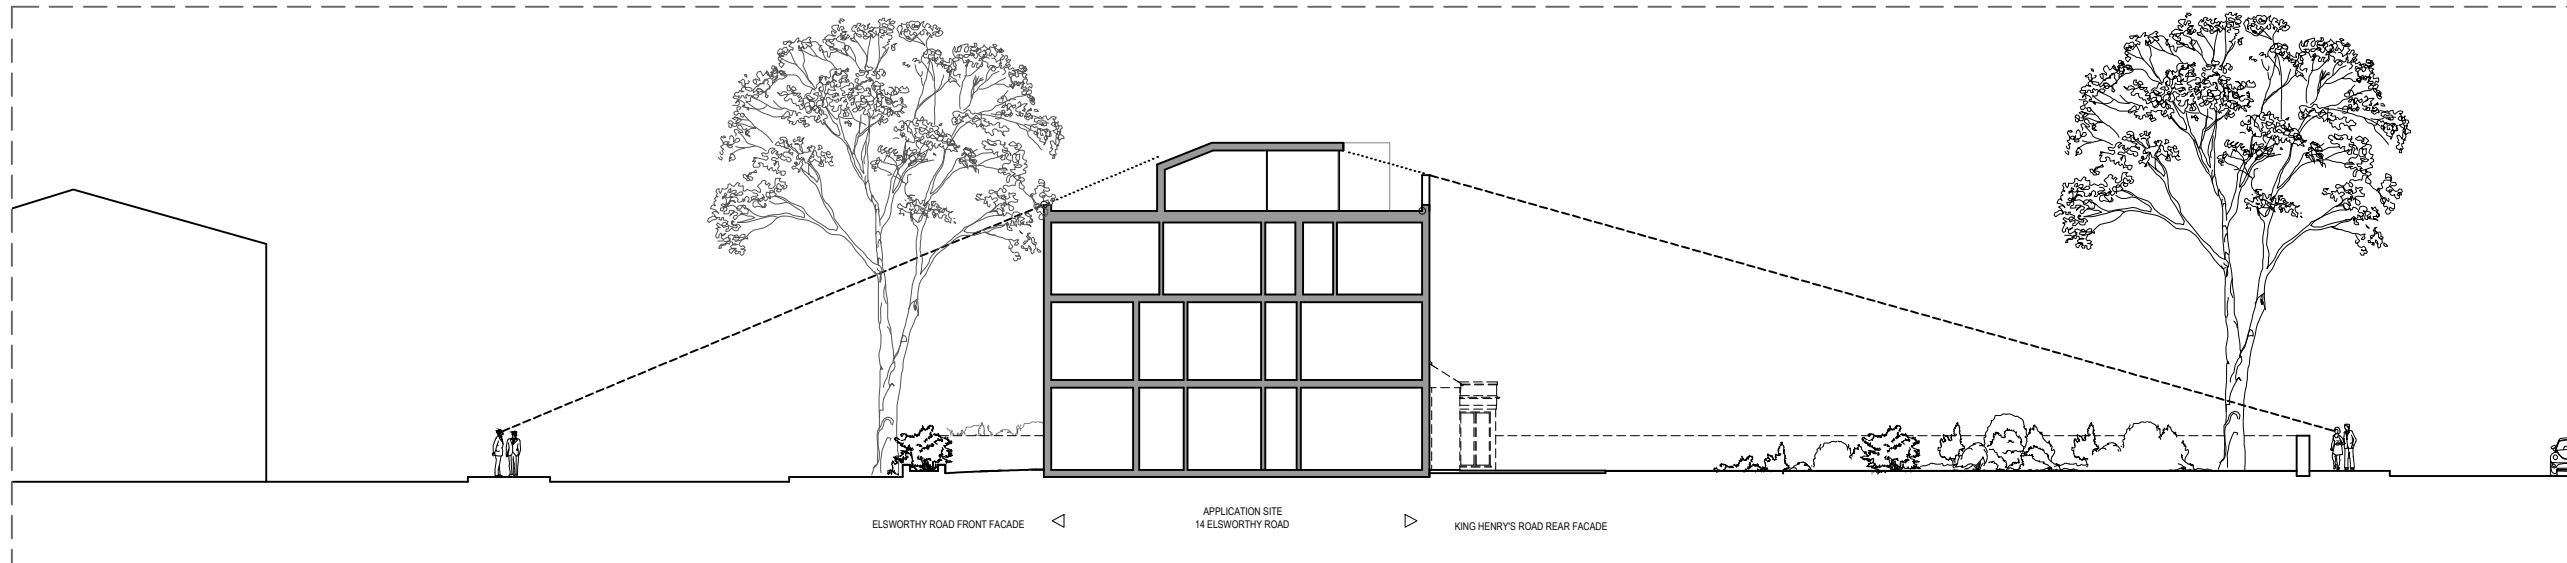 ELSWORTHY ROAD FRONT FACADE
APPLICATION SITE
14 ELSWORTHY ROAD
KING HENRY'S ROAD REAR FACADE